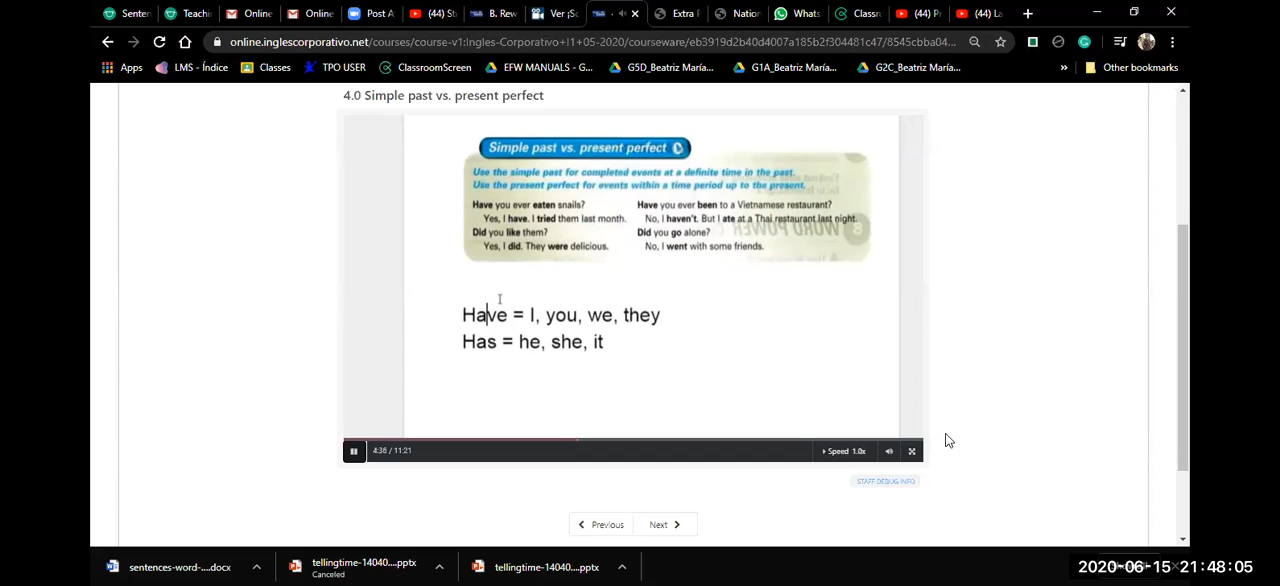 Senten
Teachi
Online
Online
Post A
(44) St
B. Rew
Ver ¡Sc
Extra F
Nation
Whats
Classr
(44) Pr
(44) La
online.inglescorporativo.net/courses/course-v1:Ingles-Corporativo+I1+05-2020/courseware/eb3919d2b40d4007a185b2f304481c47/8545cbba04...
Apps
LMS - Índice
Classes
TPO USER
ClassroomScreen
EFW MANUALS - G...
G5D_Beatriz María...
G1A_Beatriz María...
G2C_Beatriz María...
»
Other bookmarks
4.0 Simple past vs. present perfect
Simple past vs. present perfect
Use the simple past for completed events at a definite time in the past.
Use the present perfect for events within a time period up to the present.
Have you ever eaten snails?
Yes, I have. I tried them last month.
Did you like them?
Yes, I did. They were delicious.
Have you ever been to a Vietnamese restaurant?
No, I haven't. But I ate at a Thai restaurant last night.
Did you go alone?
No, I went with some friends.
WORD POWER
Have = I, you, we, they
Has = he, she, it
4:36 / 11:21
Speed 1.0x
STAFF DEBUG INFO
Previous
Next
sentences-word-....docx
tellingtime-14040....pptx
Canceled
tellingtime-14040....pptx
2020-06-15 21:48:05